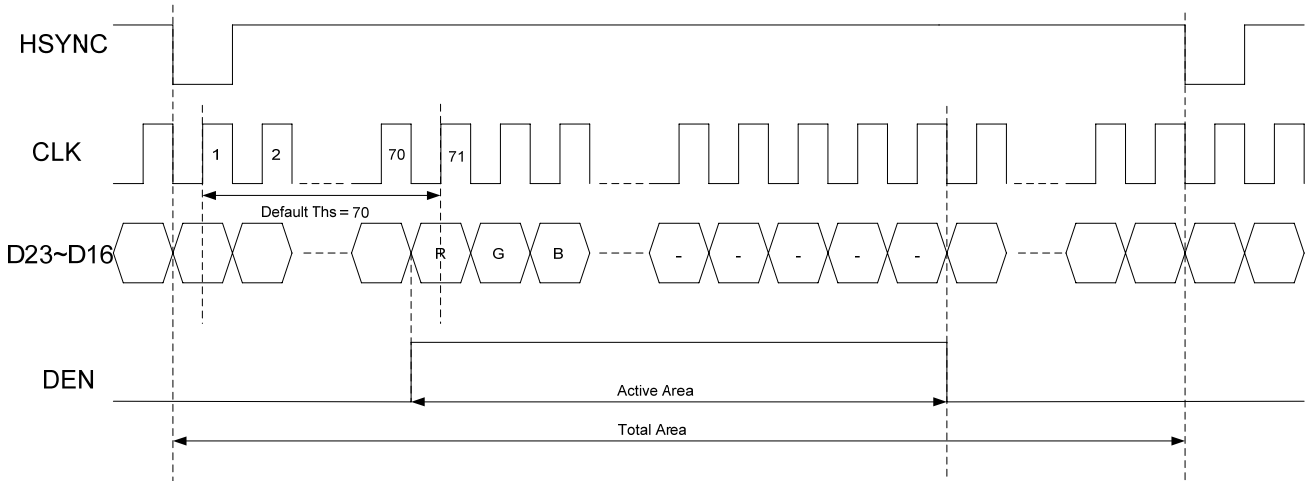 HSYNC
CLK
1 2 70 71
Default Ths = 70
D23~D16
R G B - - - - -
DEN
Active Area
Total Area